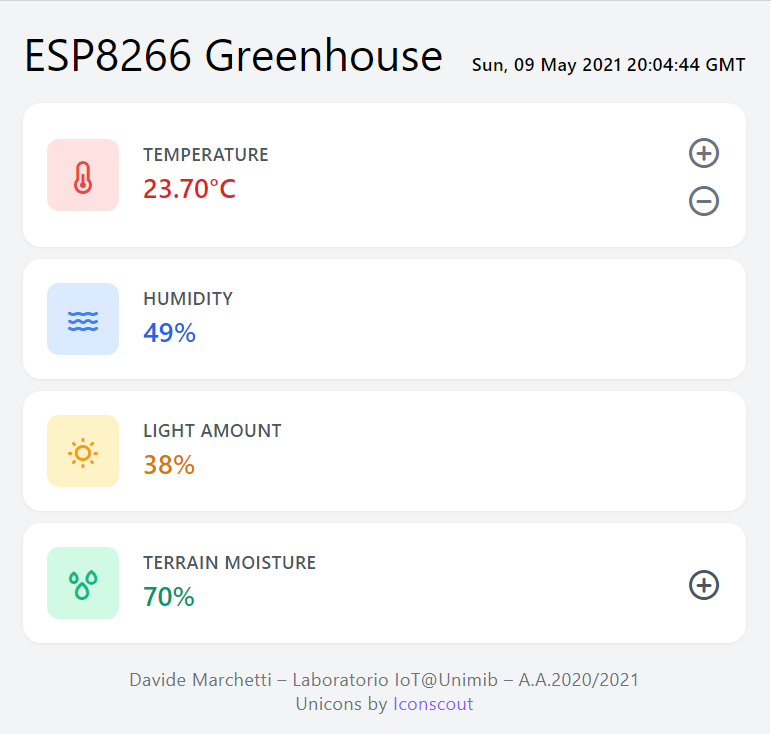 ESP8266 Greenhouse Sun, 09 May 2021 20:04:44 GMT
TEMPERATURE
23.70°C
HUMIDITY
49%
LIGHT AMOUNT
38%
TERRAIN MOISTURE
70%
Davide Marchetti – Laboratorio IoT@Unimib – A.A.2020/2021
Unicons by Iconscout